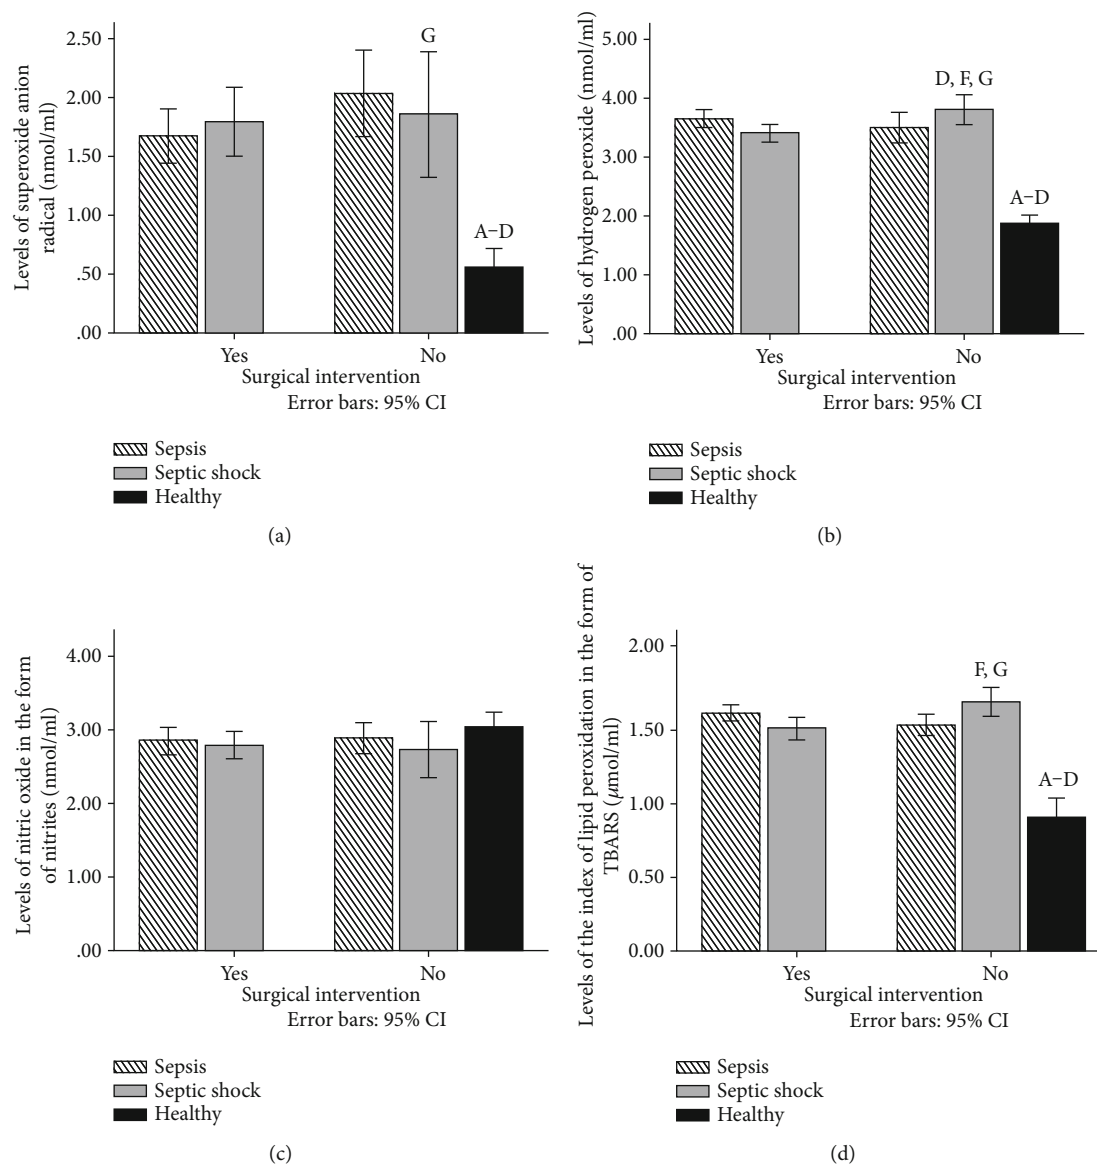 Levels of superoxide anion
radical (nmol/ml)
2.50
2.00
1.50
1.00
.50
.00
G
A–D
Yes
No
Surgical intervention
Error bars: 95% CI
Sepsis
Septic shock
Healthy
(a)
Levels of hydrogen peroxide (nmol/ml)
5.00
4.00
3.00
2.00
1.00
.00
D, F, G
A–D
Yes
No
Surgical intervention
Error bars: 95% CI
Sepsis
Septic shock
Healthy
(b)
Levels of nitric oxide in the form
of nitrites (nmol/ml)
4.00
3.00
2.00
1.00
.00
Yes
No
Surgical intervention
Error bars: 95% CI
Sepsis
Septic shock
Healthy
(c)
Levels of the index of lipid peroxidation in the form of
TBARS (μmol/ml)
2.00
1.50
1.00
0.50
0.00
F, G
A–D
Yes
No
Surgical intervention
Error bars: 95% CI
Sepsis
Septic shock
Healthy
(d)